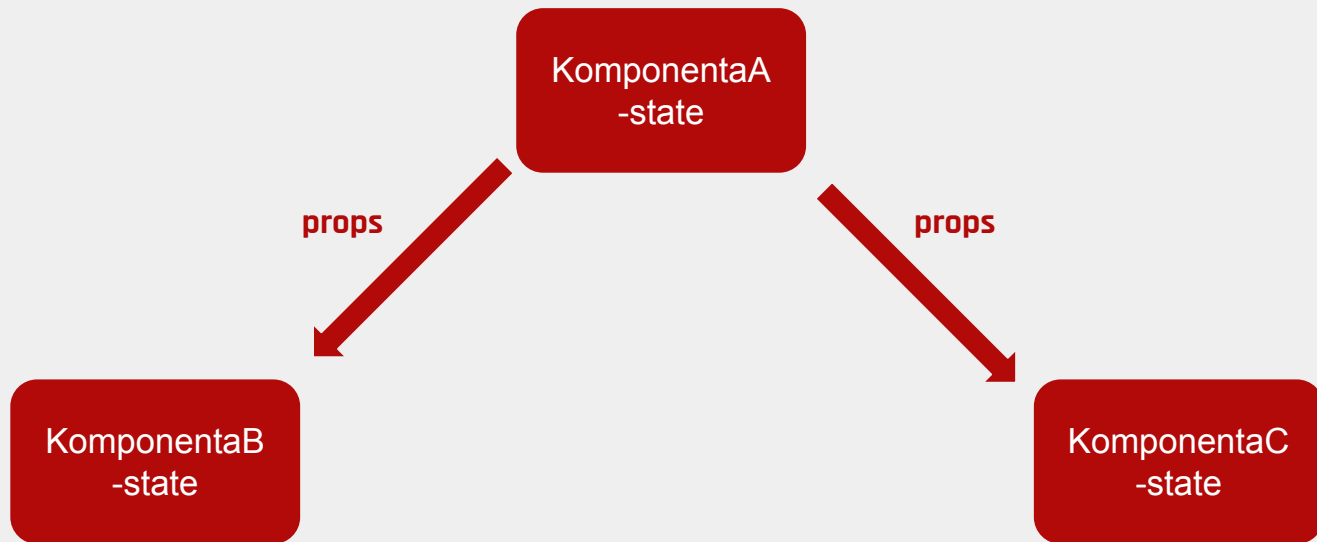 KomponentaA
-state
props
props
KomponentaB
-state
KomponentaC
-state